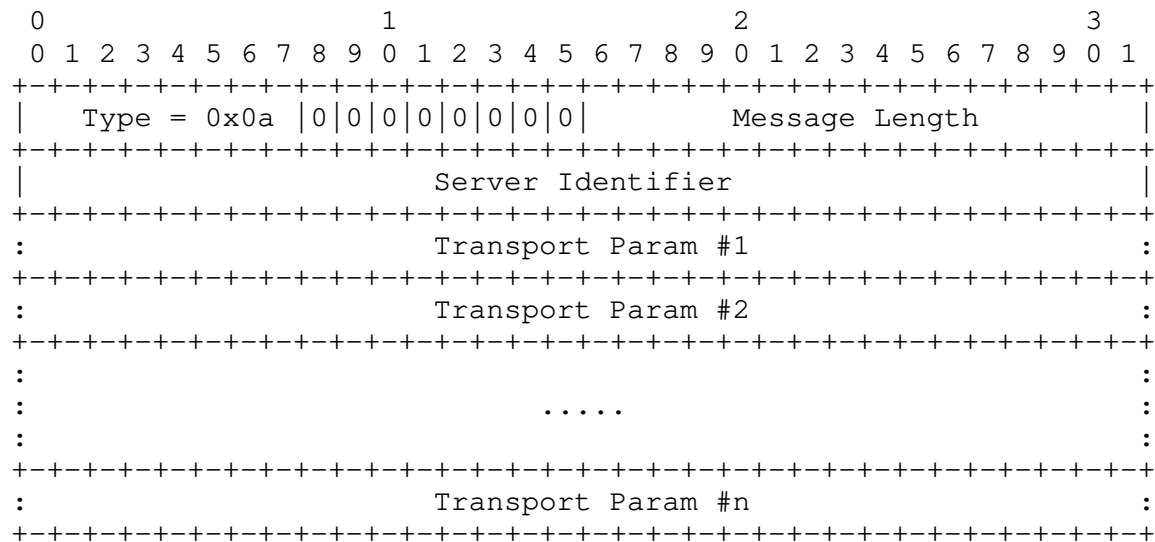 0                   1                   2                   3
 0 1 2 3 4 5 6 7 8 9 0 1 2 3 4 5 6 7 8 9 0 1 2 3 4 5 6 7 8 9 0 1
+-+-+-+-+-+-+-+-+-+-+-+-+-+-+-+-+-+-+-+-+-+-+-+-+-+-+-+-+-+-+-+-+
|   Type = 0x0a |0|0|0|0|0|0|0|0|        Message Length         |
+-+-+-+-+-+-+-+-+-+-+-+-+-+-+-+-+-+-+-+-+-+-+-+-+-+-+-+-+-+-+-+-+
|                       Server Identifier                       |
+-+-+-+-+-+-+-+-+-+-+-+-+-+-+-+-+-+-+-+-+-+-+-+-+-+-+-+-+-+-+-+-+
:                       Transport Param #1                      :
+-+-+-+-+-+-+-+-+-+-+-+-+-+-+-+-+-+-+-+-+-+-+-+-+-+-+-+-+-+-+-+-+
:                       Transport Param #2                      :
+-+-+-+-+-+-+-+-+-+-+-+-+-+-+-+-+-+-+-+-+-+-+-+-+-+-+-+-+-+-+-+-+
:                                                               :
:                             .....                             :
:                                                               :
+-+-+-+-+-+-+-+-+-+-+-+-+-+-+-+-+-+-+-+-+-+-+-+-+-+-+-+-+-+-+-+-+
:                       Transport Param #n                      :
+-+-+-+-+-+-+-+-+-+-+-+-+-+-+-+-+-+-+-+-+-+-+-+-+-+-+-+-+-+-+-+-+